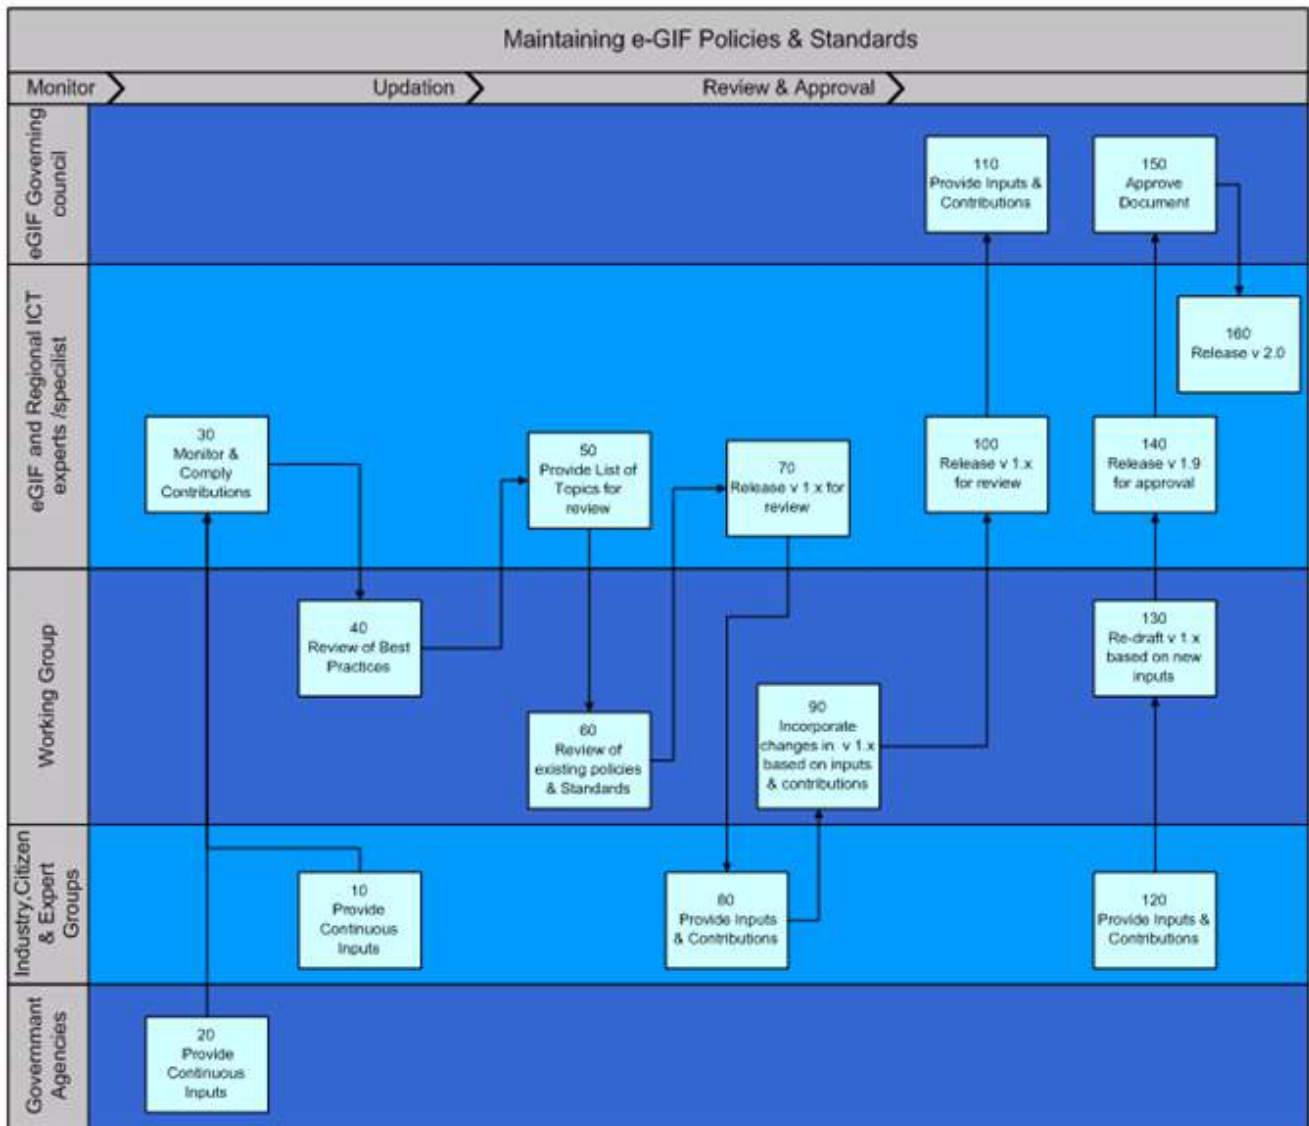 Maintaining e-GIF Policies & Standards
Monitor
Updation
Review & Approval
eGIF Governing
council
110
Provide Inputs &
Contributions
150
Approve
Document
eGIF and Regional ICT
experts /specilist
160
Release v 2.0
30
Monitor &
Comply
Contributions
50
Provide List of
Topics for
review
70
Release v 1.x for
review
100
Release v 1.x
for review
140
Release v 1.9
for approval
Working Group
40
Review of Best
Practices
60
Review of
existing policies
& Standards
90
Incorporate
changes in v 1.x
based on inputs
& contributions
130
Re-draft v 1.x
based on new
inputs
Industry,Citizen
& Expert
Groups
10
Provide
Continuous
Inputs
80
Provide Inputs
& Contributions
120
Provide Inputs &
Contributions
Governmant
Agencies
20
Provide
Continuous
Inputs